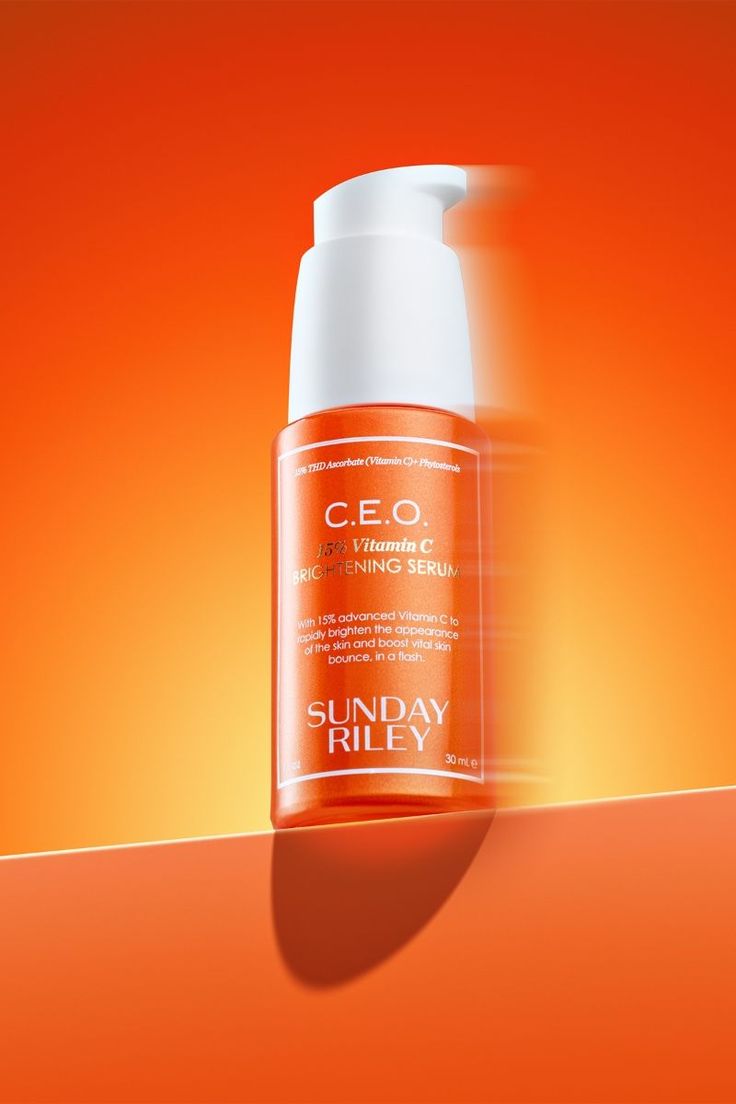 15% THD Ascorbate (Vitamin C)+ Phytosterols
C.E.O.
15% Vitamin C
BRIGHTENING SERUM
With 15% advanced Vitamin C to
rapidly brighten the appearance
of the skin and boost vital skin
bounce, in a flash.
SUNDAY
RILEY
oz 30 mL e